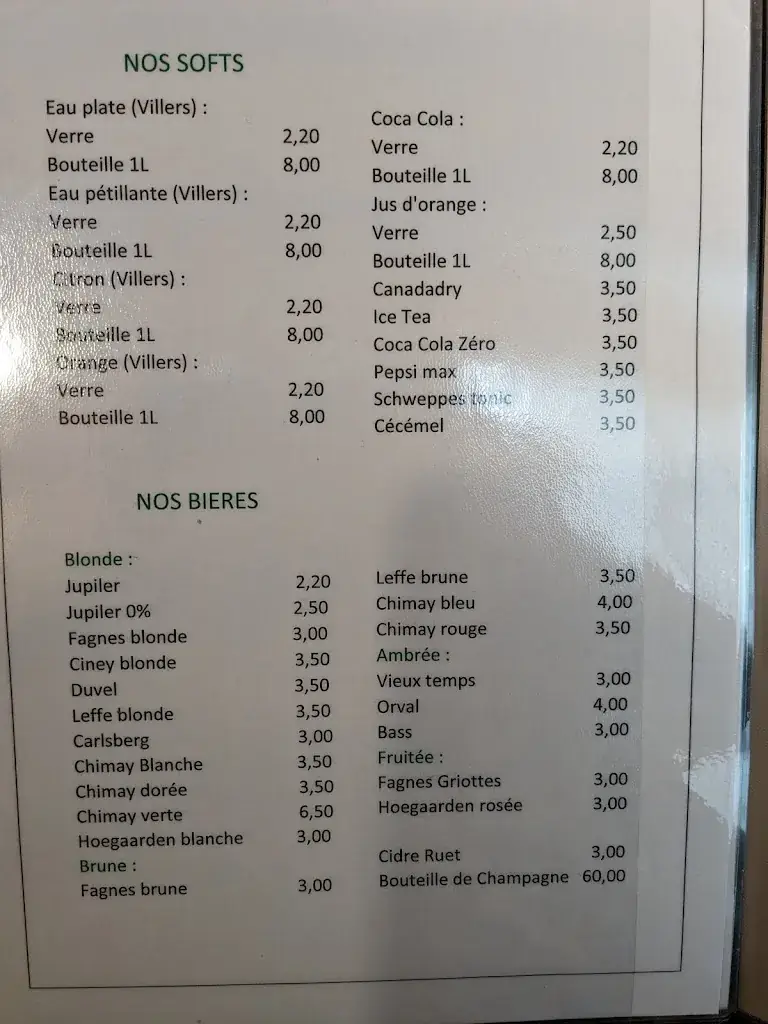 NOS SOFTS
Eau plate (Villers) :
Verre 2,20
Bouteille 1L 8,00
Eau pétillante (Villers) :
Verre 2,20
Bouteille 1L 8,00
Citron (Villers) :
Verre 2,20
Bouteille 1L 8,00
Orange (Villers) :
Verre 2,20
Bouteille 1L 8,00
Coca Cola :
Verre 2,20
Bouteille 1L 8,00
Jus d'orange :
Verre 2,50
Bouteille 1L 8,00
Canadadry 3,50
Ice Tea 3,50
Coca Cola Zéro 3,50
Pepsi max 3,50
Schweppes tonic 3,50
Cécémel 3,50
NOS BIERES
Blonde :
Jupiler 2,20
Jupiler 0% 2,50
Fagnes blonde 3,00
Ciney blonde 3,50
Duvel 3,50
Leffe blonde 3,50
Carlsberg 3,00
Chimay Blanche 3,50
Chimay dorée 3,50
Chimay verte 6,50
Hoegaarden blanche 3,00
Brune :
Fagnes brune 3,00
Leffe brune 3,50
Chimay bleu 4,00
Chimay rouge 3,50
Ambrée :
Vieux temps 3,00
Orval 4,00
Bass 3,00
Fruitée :
Fagnes Griottes 3,00
Hoegaarden rosée 3,00
Cidre Ruet 3,00
Bouteille de Champagne 60,00